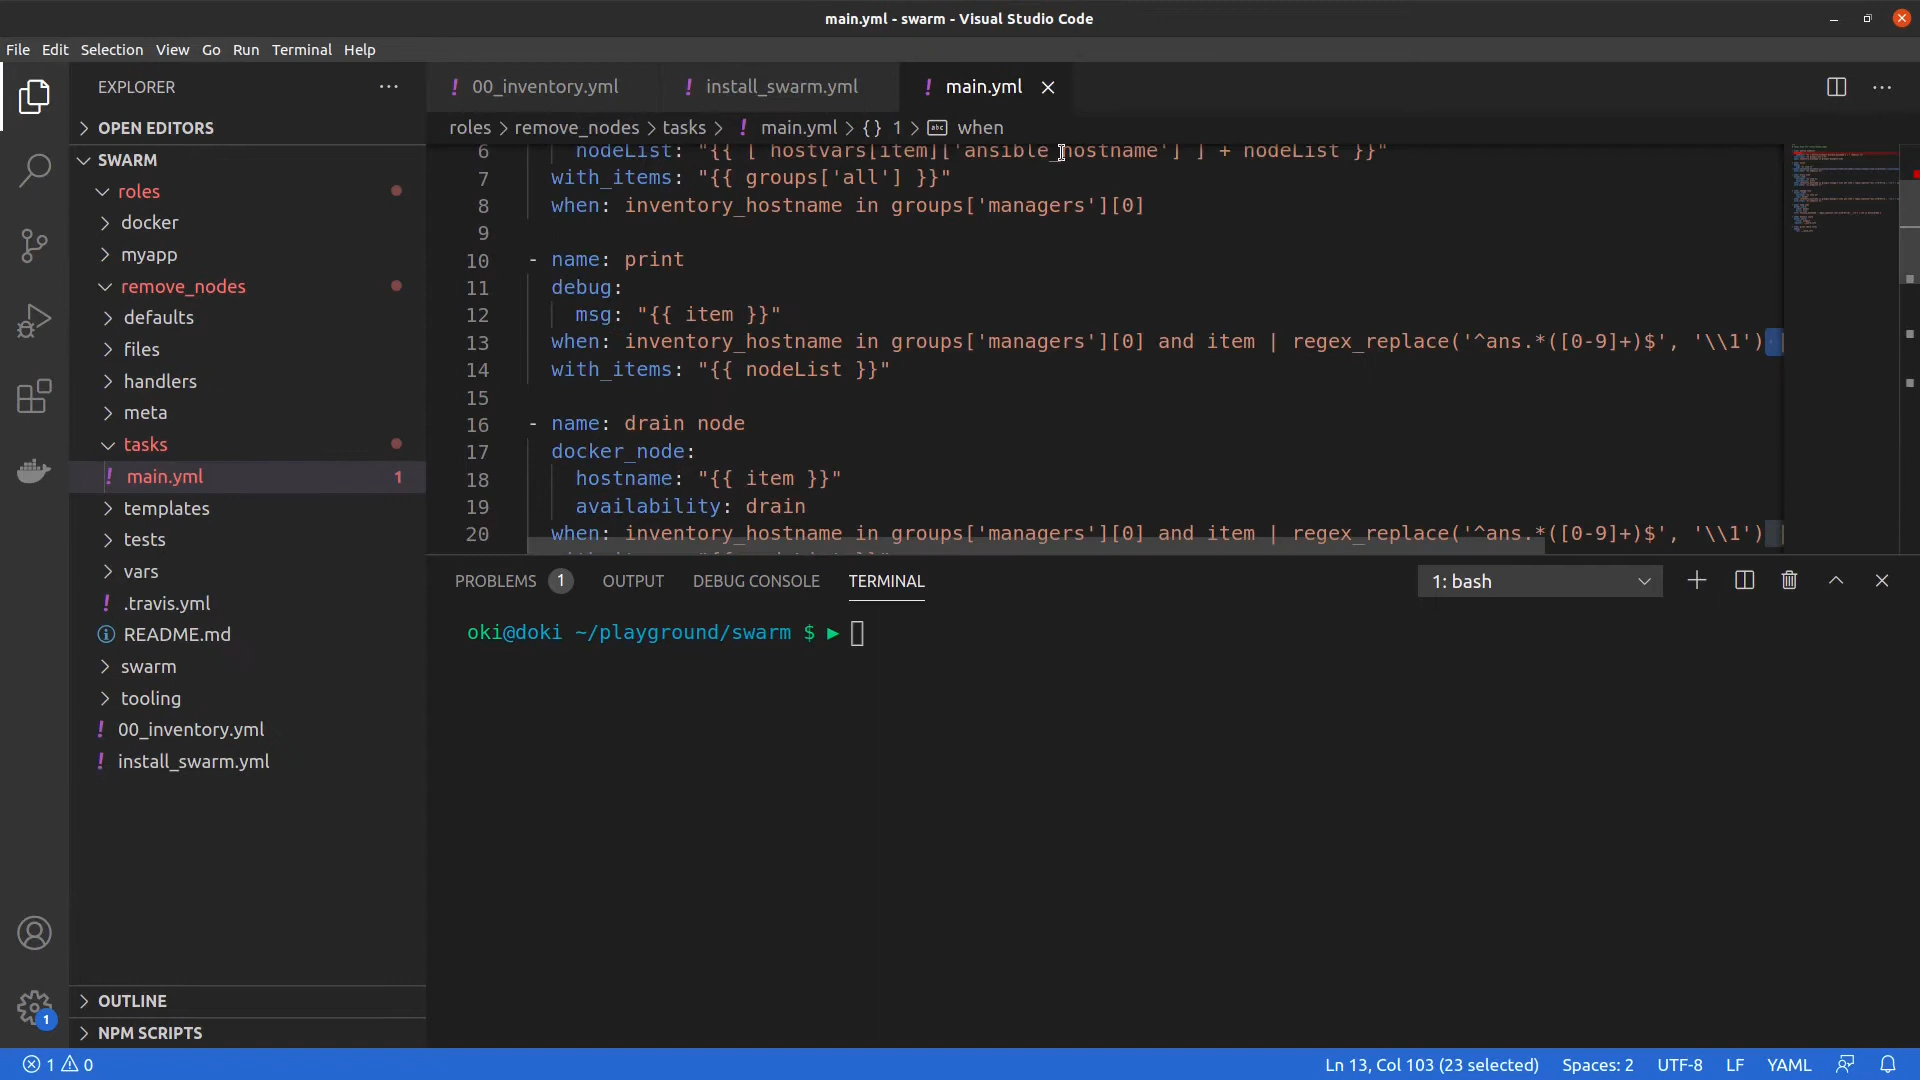 main.yml - swarm - Visual Studio Code
File Edit Selection View Go Run Terminal Help
EXPLORER
OPEN EDITORS
SWARM
roles
docker
myapp
remove_nodes
defaults
files
handlers
meta
tasks
main.yml 1
templates
tests
vars
.travis.yml
README.md
swarm
tooling
00_inventory.yml
install_swarm.yml
OUTLINE
NPM SCRIPTS
1
00_inventory.yml install_swarm.yml main.yml
roles > remove_nodes > tasks > ! main.yml > {} 1 > abc when
6 nodeList: "{{ [ hostvars[item]['ansible_hostname'] ] + nodeList }}"
7 with_items: "{{ groups['all'] }}"
8 when: inventory_hostname in groups['managers'][0]
9
10 - name: print
11 debug:
12 msg: "{{ item }}"
13 when: inventory_hostname in groups['managers'][0] and item | regex_replace('^ans.*([0-9]+)$', '\\1')
14 with_items: "{{ nodeList }}"
15
16 - name: drain node
17 docker_node:
18 hostname: "{{ item }}"
19 availability: drain
20 when: inventory_hostname in groups['managers'][0] and item | regex_replace('^ans.*([0-9]+)$', '\\1')
PROBLEMS 1 OUTPUT DEBUG CONSOLE TERMINAL 1: bash
oki@doki ~/playground/swarm $ ▶
1 0 Ln 13, Col 103 (23 selected) Spaces: 2 UTF-8 LF YAML